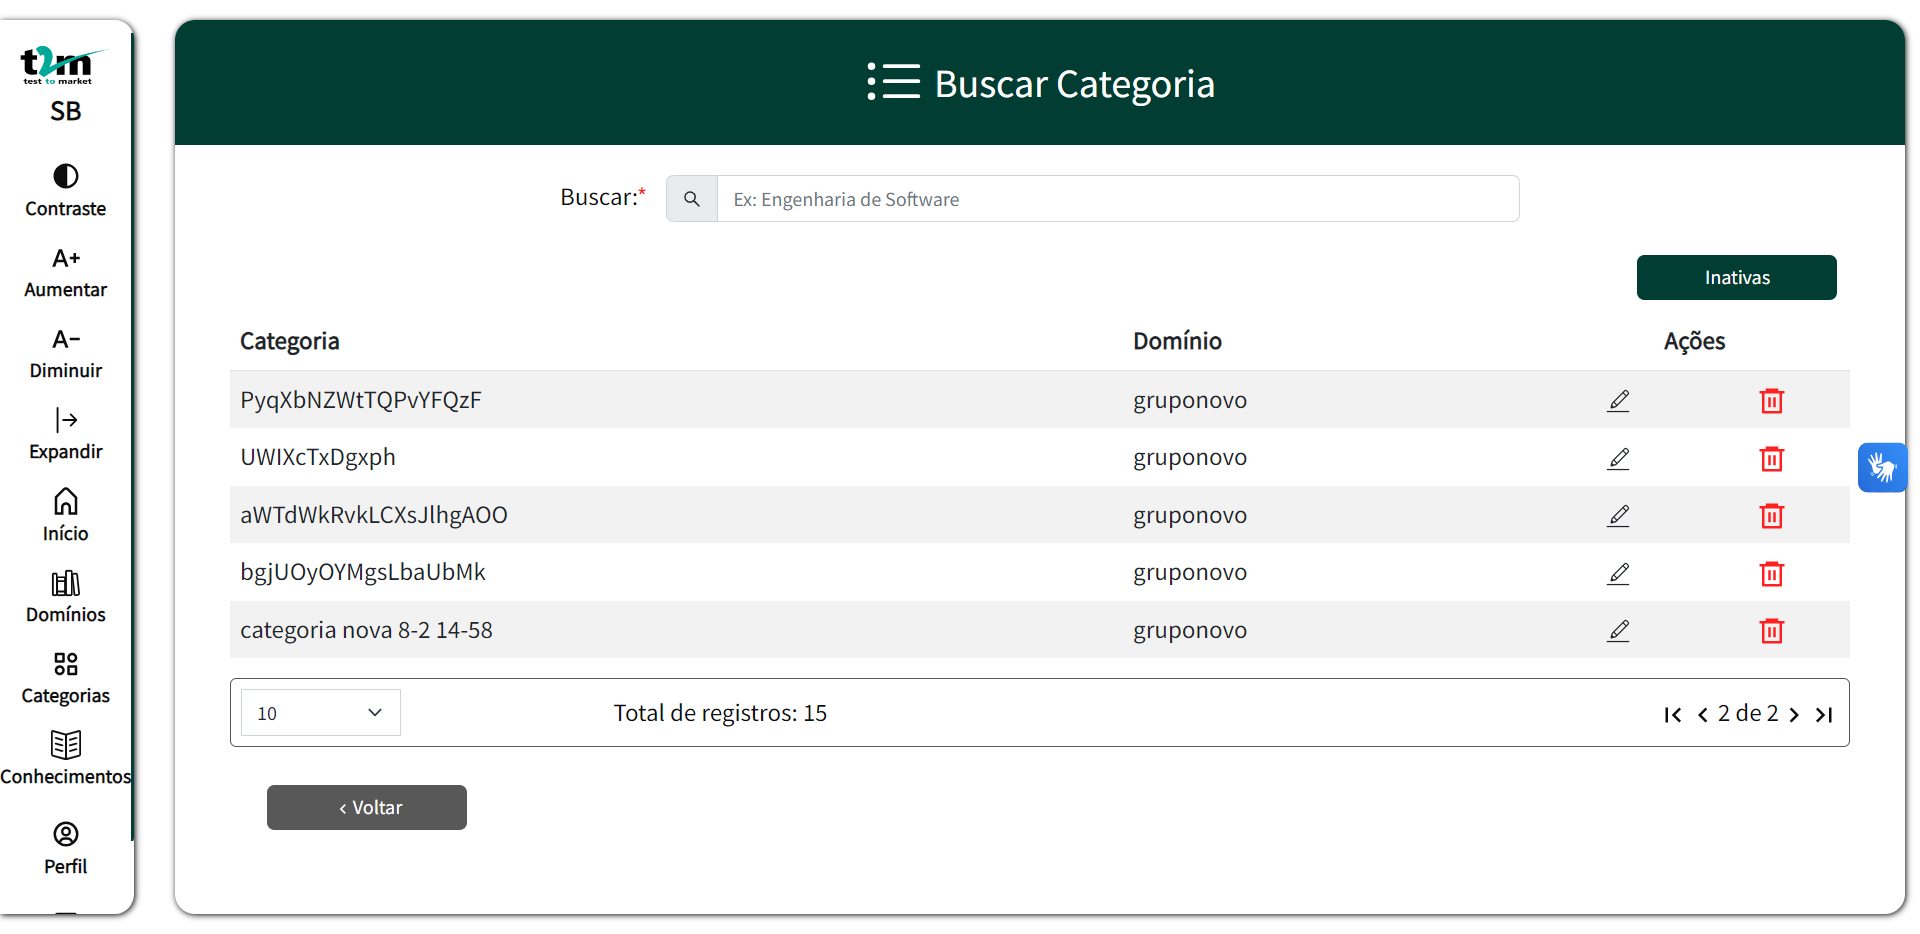 t2m
test to market
SB
Contraste
A+
Aumentar
A-
Diminuir
Expandir
Início
Domínios
Categorias
Conhecimentos
Perfil
Buscar Categoria
Buscar:*
Ex: Engenharia de Software
Inativas
Categoria Domínio Ações
PyqXbNZWtTQPvYFQzF gruponovo
UWIXcTxDgxph gruponovo
aWTdWkRvkLCXsJlhgAOO gruponovo
bgjUOyOYMgsLbaUbMk gruponovo
categoria nova 8-2 14-58 gruponovo
10 Total de registros: 15 2 de 2
‹ Voltar